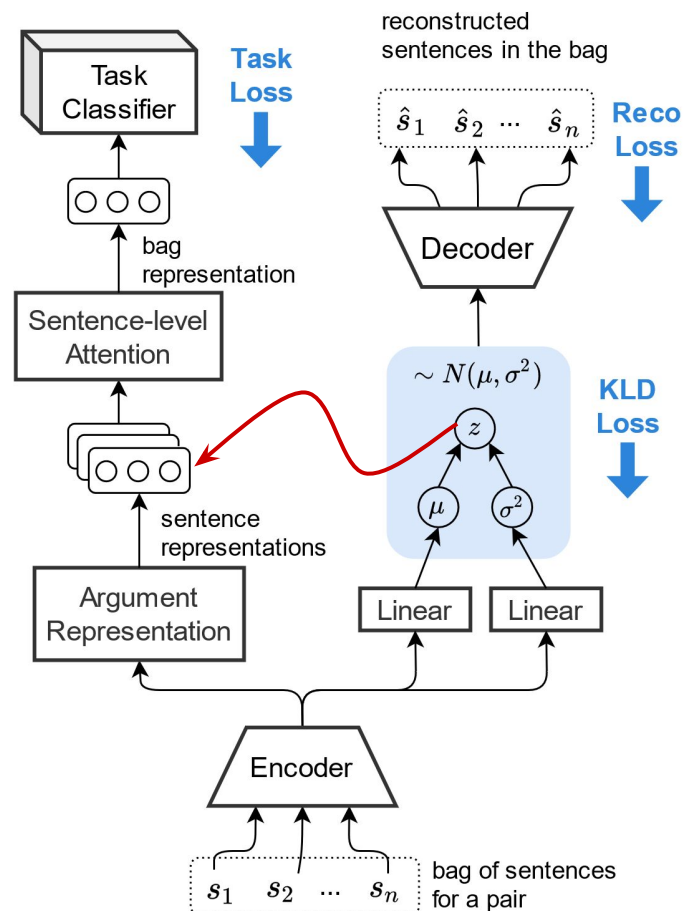 reconstructed
sentences in the bag
Task
Classifier
Task
Loss
ŝ₁ ŝ₂ ... ŝₙ
Reco
Loss
bag
representation
Decoder
Sentence-level
Attention
∼ N(μ, σ²)
z
KLD
Loss
μ σ²
sentence
representations
Argument
Representation
Linear Linear
Encoder
s₁ s₂ ... sₙ
bag of sentences
for a pair